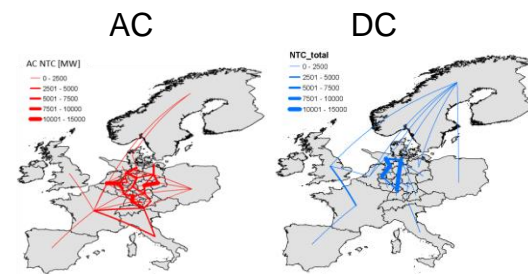 AC
DC
AC NTC [MW]
0 - 2500
2501 - 5000
5001 - 7500
7501 - 10000
10001 - 15000
NTC_total
0 - 2500
2501 - 5000
5001 - 7500
7501 - 10000
10001 - 15000